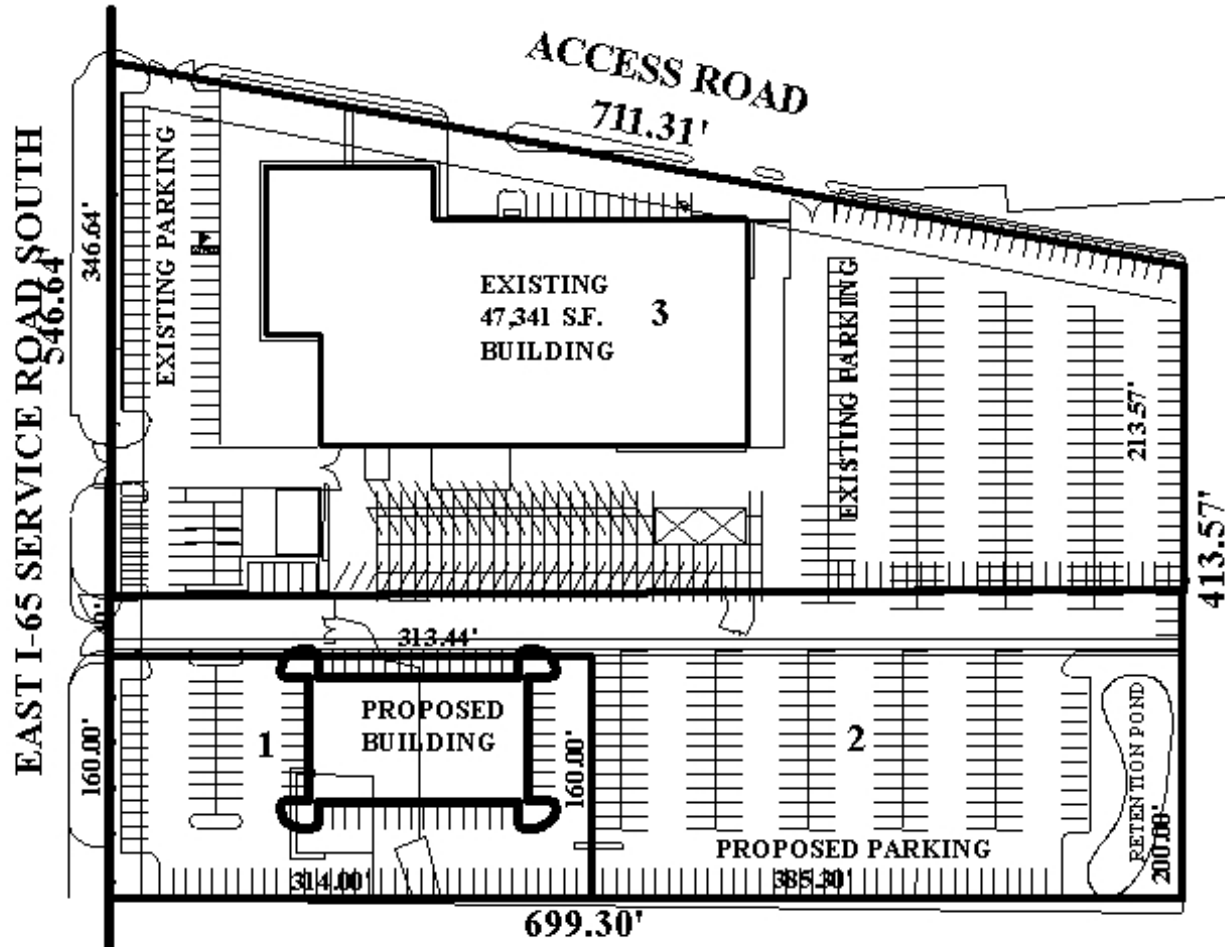 ACCESS ROAD
711.31'
EAST I-65 SERVICE ROAD SOUTH
546.64'
346.64'
EXISTING PARKING
EXISTING
47,341 S.F.
BUILDING
3
EXISTING PARKING
213.57'
413.57'
313.44'
160.00'
1
PROPOSED
BUILDING
160.00'
2
RETENTION POND
200.00'
PROPOSED PARKING
314.00'
385.30'
699.30'